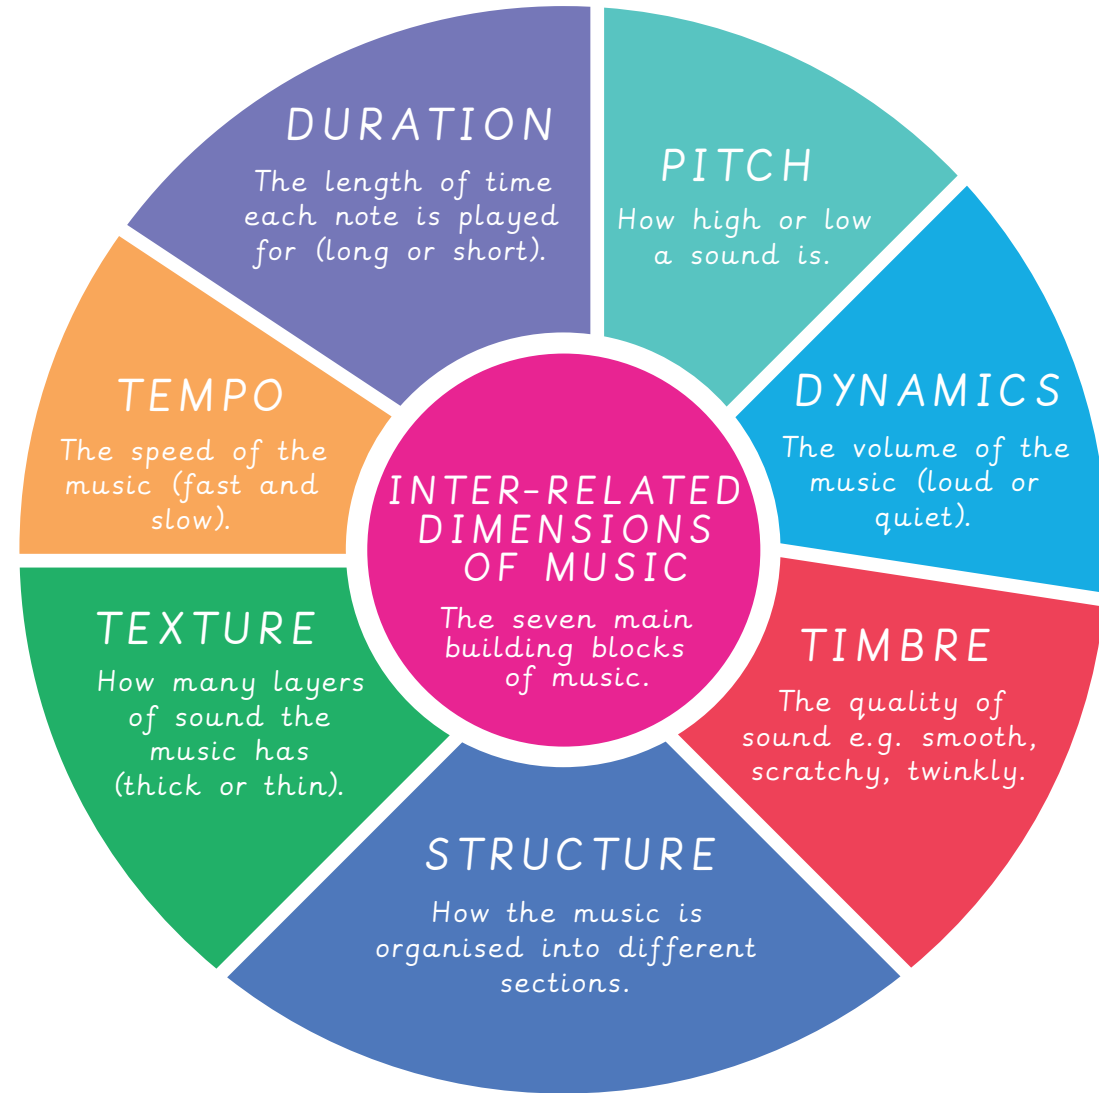 DURATION
The length of time
each note is played
for (long or short).
PITCH
How high or low
a sound is.
DYNAMICS
The volume of the
music (loud or
quiet).
TIMBRE
The quality of
sound e.g. smooth,
scratchy, twinkly.
STRUCTURE
How the music is
organised into different
sections.
TEXTURE
How many layers
of sound the
music has
(thick or thin).
TEMPO
The speed of the
music (fast and
slow).
INTER-RELATED
DIMENSIONS
OF MUSIC
The seven main
building blocks
of music.